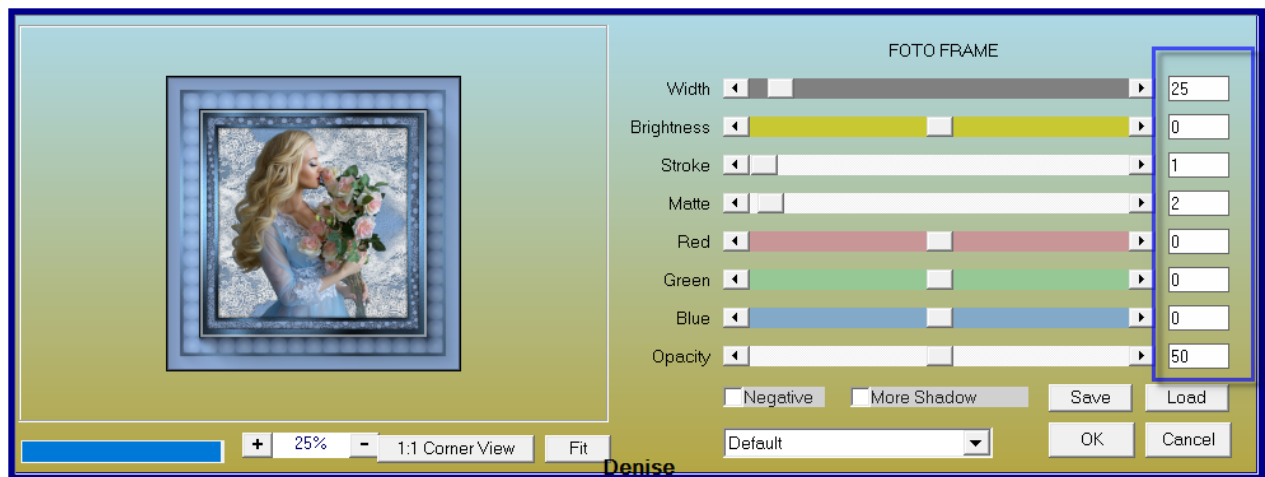 FOTO FRAME
Width 25
Brightness 0
Stroke 1
Matte 2
Red 0
Green 0
Blue 0
Opacity 50
Negative More Shadow Save Load
+ 25% - 1:1 Corner View Fit Default OK Cancel
Denise